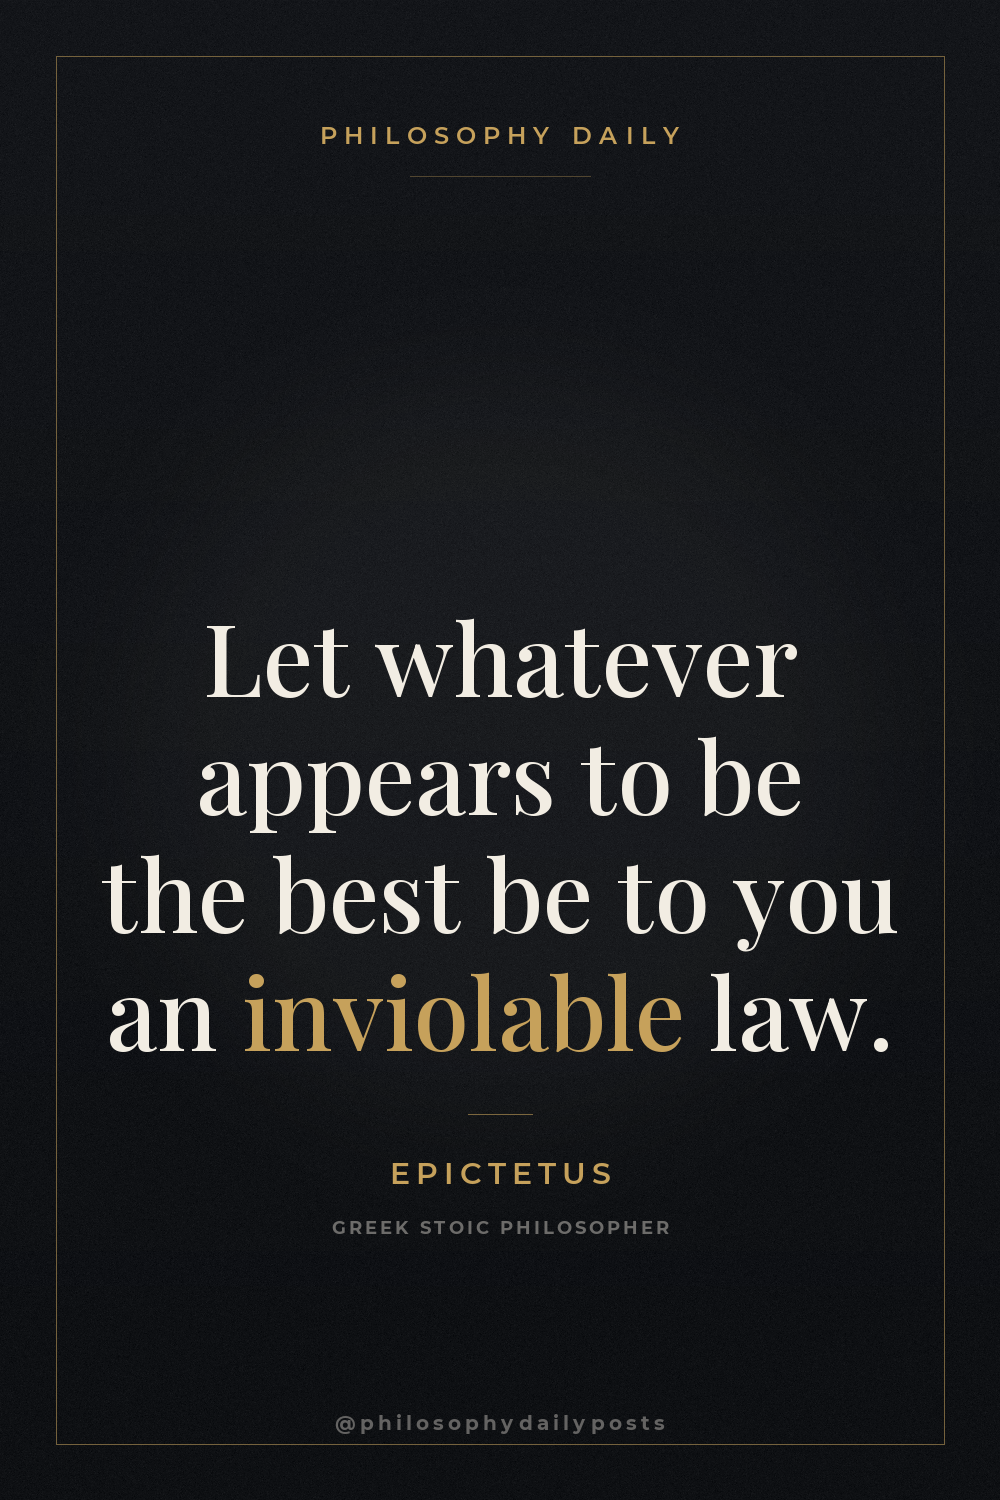 PHILOSOPHY DAILY
Let whatever
appears to be
the best be to you
an inviolable law.
EPICTETUS
GREEK STOIC PHILOSOPHER
@philosophydailyposts